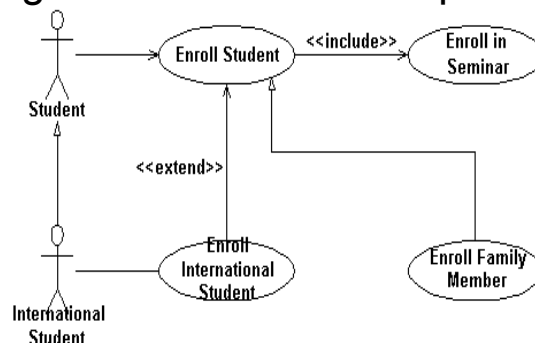 Enroll Student
<<include>>
Enroll in
Seminar
Student
<<extend>>
Enroll
International
Student
Enroll Family
Member
International
Student